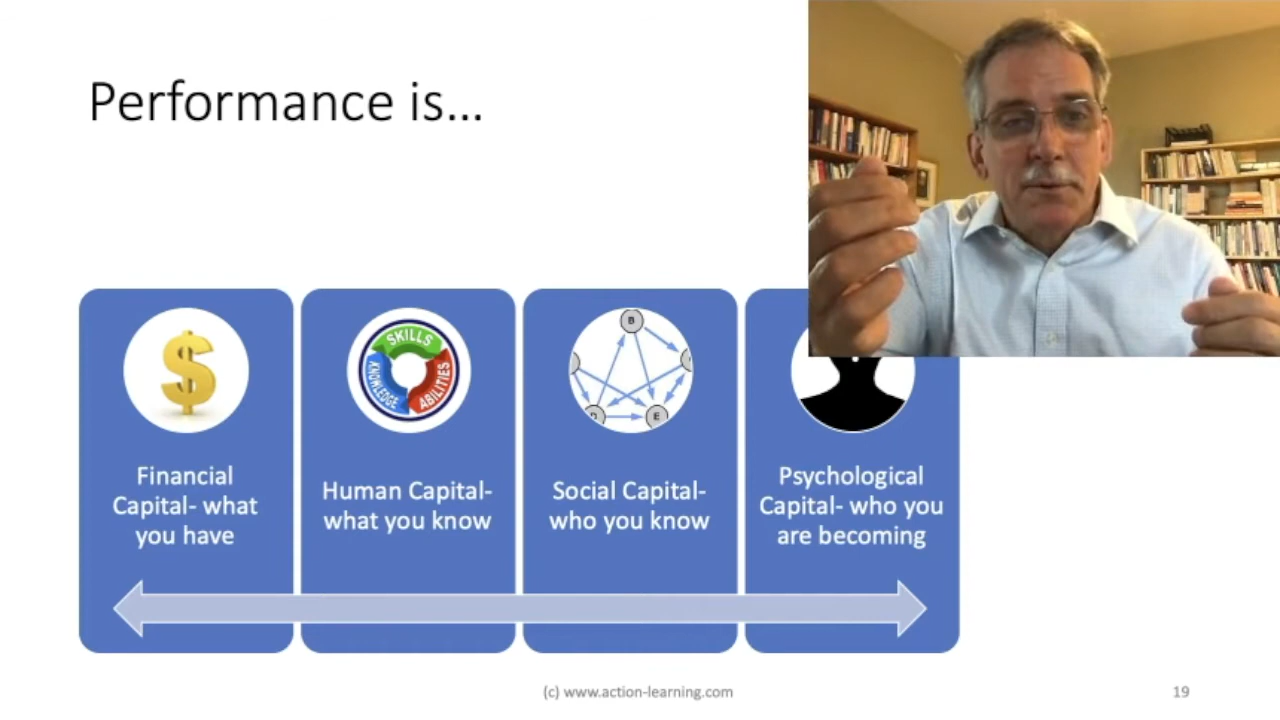 Performance is...
SKILLS
KNOWLEDGE
ABILITIES
B
D
E
Financial
Capital- what
you have
Human Capital-
what you know
Social Capital-
who you know
Psychological
Capital- who you
are becoming
(c) www.action-learning.com
19